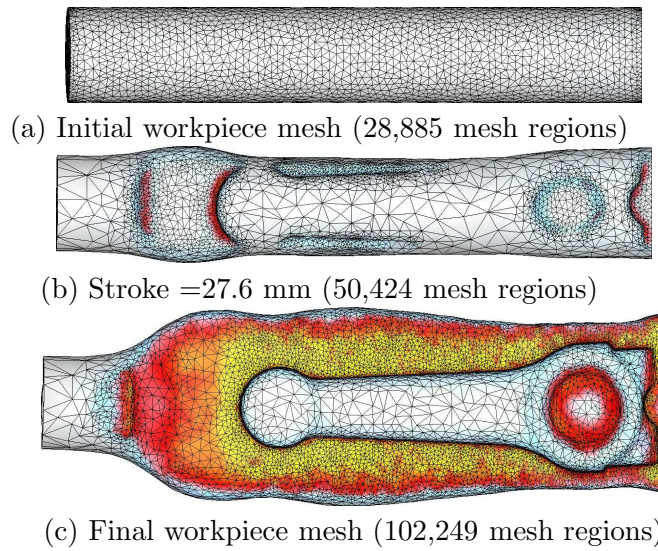 (a) Initial workpiece mesh (28,885 mesh regions)
(b) Stroke =27.6 mm (50,424 mesh regions)
(c) Final workpiece mesh (102,249 mesh regions)